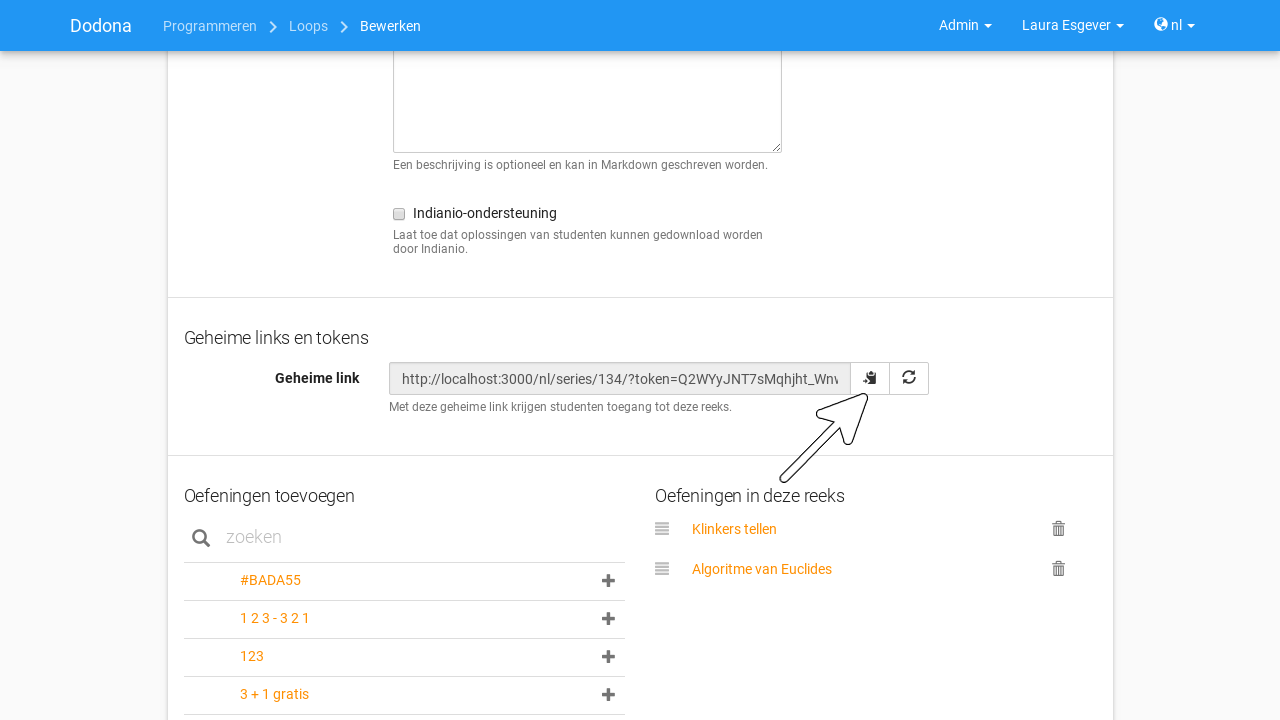 Dodona Programmeren Loops Bewerken Admin Laura Esgever nl
Een beschrijving is optioneel en kan in Markdown geschreven worden.
Indianio-ondersteuning
Laat toe dat oplossingen van studenten kunnen gedownload worden
door Indianio.
Geheime links en tokens
Geheime link http://localhost:3000/nl/series/134/?token=Q2WYyJNT7sMqhjht_Wnv
Met deze geheime link krijgen studenten toegang tot deze reeks.
Oefeningen toevoegen
zoeken
#BADA55
1 2 3 - 3 2 1
123
3 + 1 gratis
Oefeningen in deze reeks
Klinkers tellen
Algoritme van Euclides